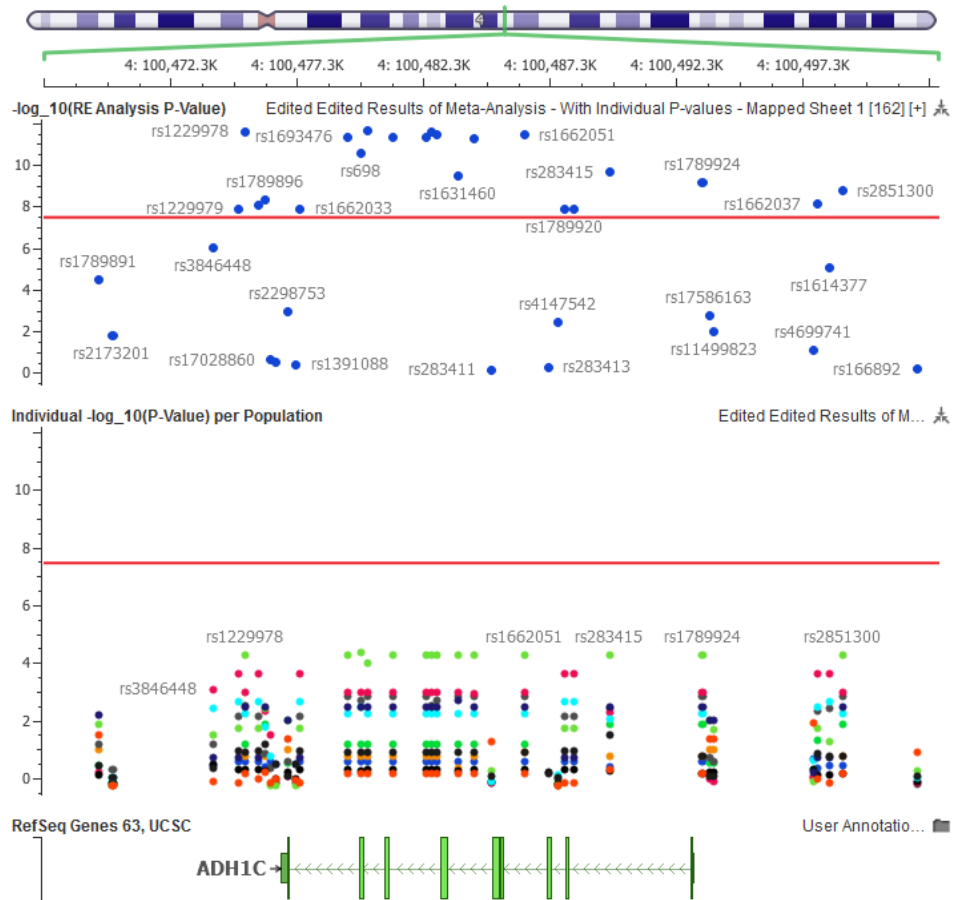 4
4: 100,472.3K 4: 100,477.3K 4: 100,482.3K 4: 100,487.3K 4: 100,492.3K 4: 100,497.3K
-log_10(RE Analysis P-Value) Edited Edited Results of Meta-Analysis - With Individual P-values - Mapped Sheet 1 [162] [+]
rs1229978 rs1693476 rs1662051
10
rs698 rs283415 rs1789924
rs1789896 rs1631460 rs2851300
8
rs1229979 rs1662033 rs1662037
rs1789920
6
rs1789891 rs3846448 rs1614377
4
rs2298753 rs4147542 rs17586163
2
rs2173201 rs17028860 rs1391088 rs283411 rs283413 rs11499823 rs4699741 rs166892
0
Individual -log_10(P-Value) per Population Edited Edited Results of M...
10
8
6
rs1229978 rs1662051 rs283415 rs1789924 rs2851300
4
rs3846448
2
0
RefSeq Genes 63, UCSC User Annotatio...
ADH1C